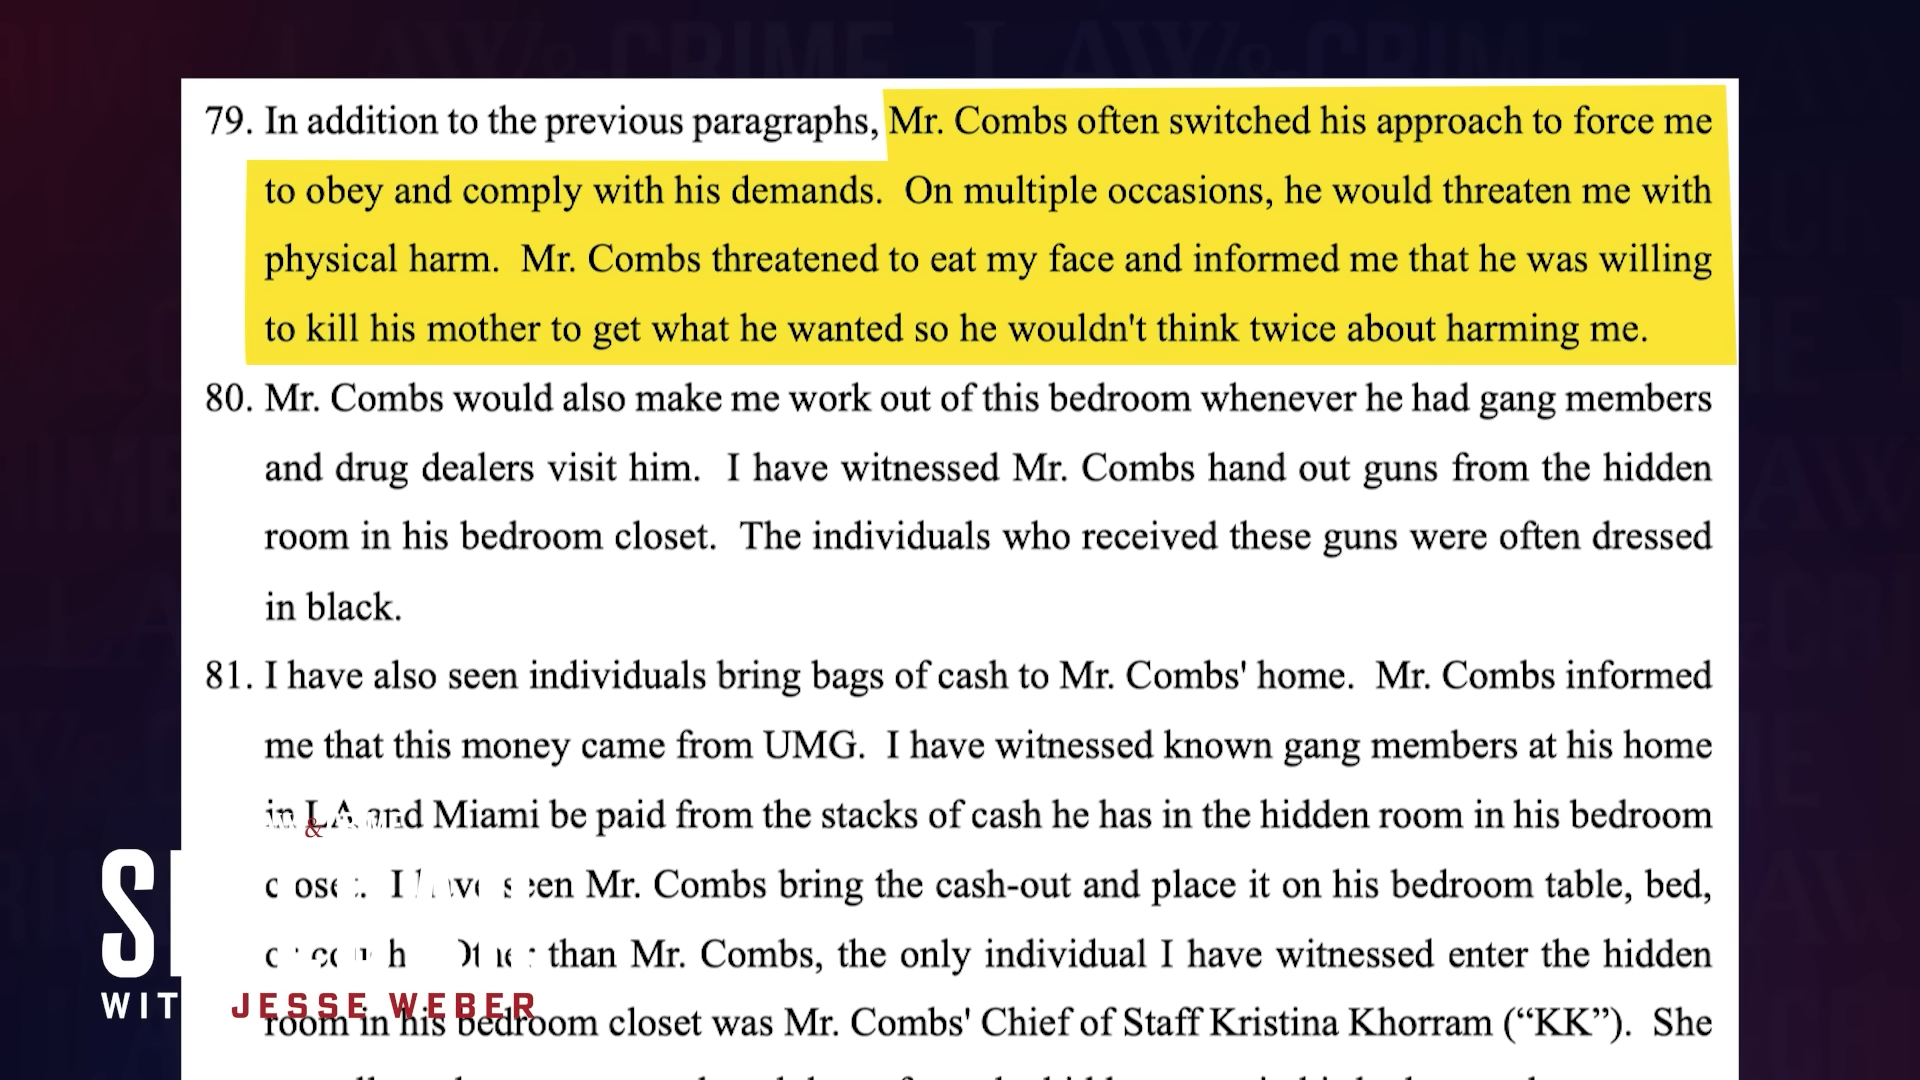 79. In addition to the previous paragraphs, Mr. Combs often switched his approach to force me
to obey and comply with his demands. On multiple occasions, he would threaten me with
physical harm. Mr. Combs threatened to eat my face and informed me that he was willing
to kill his mother to get what he wanted so he wouldn't think twice about harming me.
80. Mr. Combs would also make me work out of this bedroom whenever he had gang members
and drug dealers visit him. I have witnessed Mr. Combs hand out guns from the hidden
room in his bedroom closet. The individuals who received these guns were often dressed
in black.
81. I have also seen individuals bring bags of cash to Mr. Combs' home. Mr. Combs informed
me that this money came from UMG. I have witnessed known gang members at his home
in LA and Miami be paid from the stacks of cash he has in the hidden room in his bedroom
closet. I have seen Mr. Combs bring the cash-out and place it on his bedroom table, bed,
or couch. Other than Mr. Combs, the only individual I have witnessed enter the hidden
room in his bedroom closet was Mr. Combs' Chief of Staff Kristina Khorram (“KK”). She
JESSE WEBER